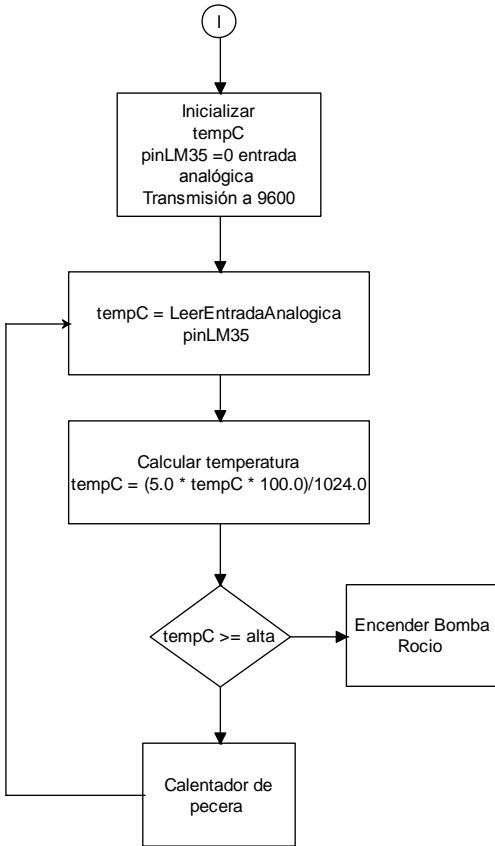 I
Inicializar
tempC
pinLM35 =0 entrada
analógica
Transmisión a 9600
tempC = LeerEntradaAnalogica
pinLM35
Calcular temperatura
tempC = (5.0 * tempC * 100.0)/1024.0
tempC >= alta
Encender Bomba
Rocio
Calentador de
pecera